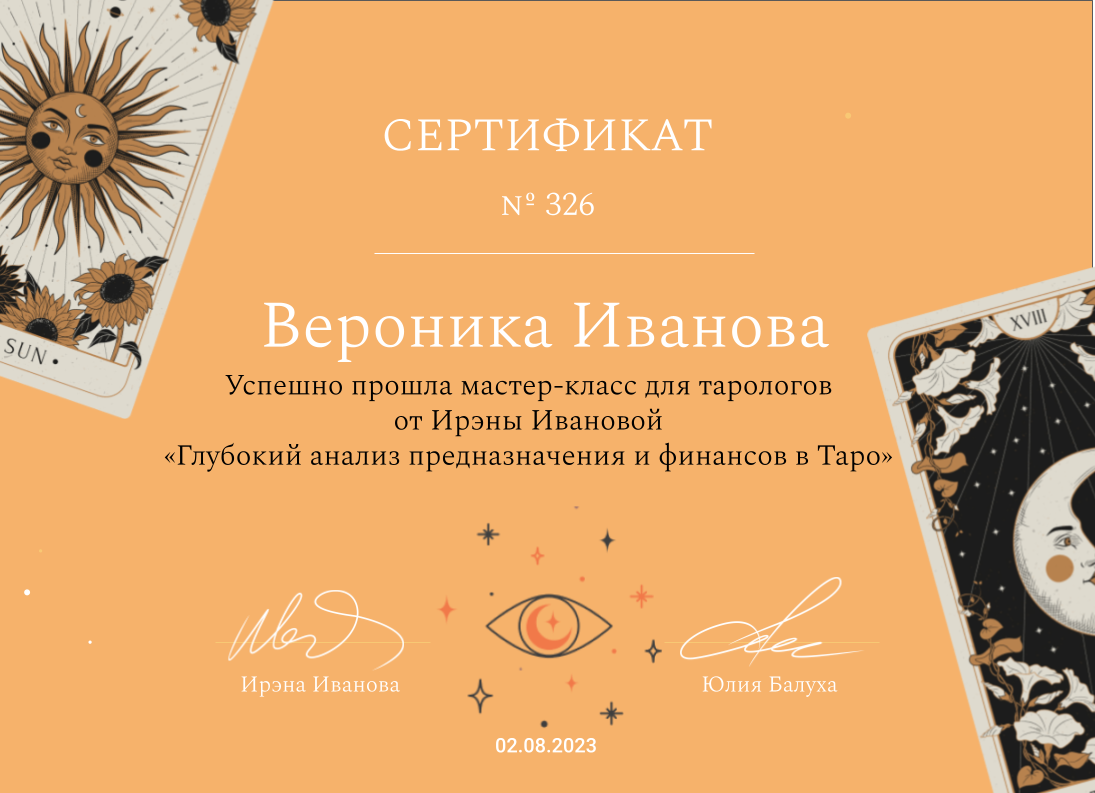 СЕРТИФИКАТ
№ 326
SUN •
XVIII
Вероника Иванова
Успешно прошла мастер-класс для тарологов
от Ирэны Ивановой
«Глубокий анализ предназначения и финансов в Таро»
Ирэна Иванова
Юлия Балуха
02.08.2023